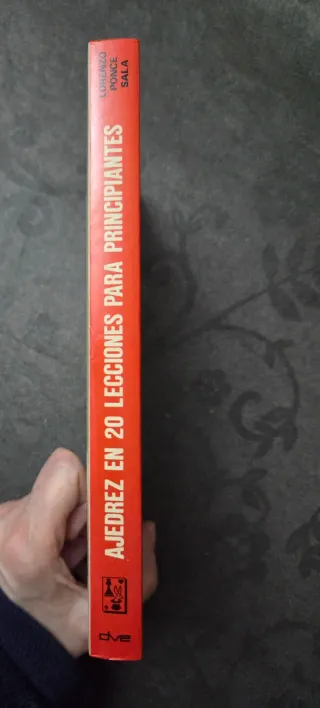 LORENZO
PONCE
SALA
AJEDREZ EN 20 LECCIONES PARA PRINCIPIANTES
dve